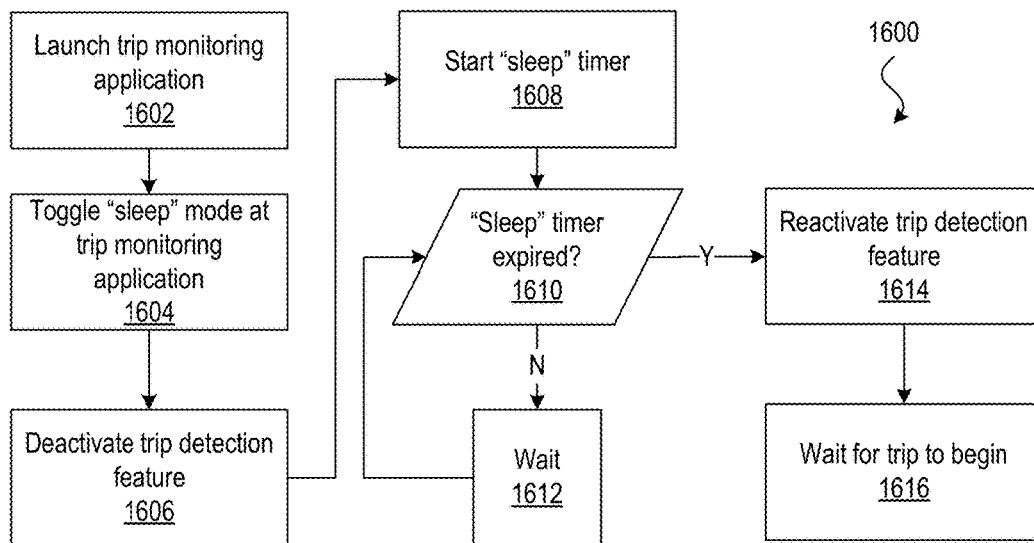 Launch trip monitoring
application
1602
Toggle “sleep” mode at
trip monitoring
application
1604
Deactivate trip detection
feature
1606
Start “sleep” timer
1608
“Sleep” timer
expired?
1610
Y
N
Wait
1612
1600
Reactivate trip detection
feature
1614
Wait for trip to begin
1616